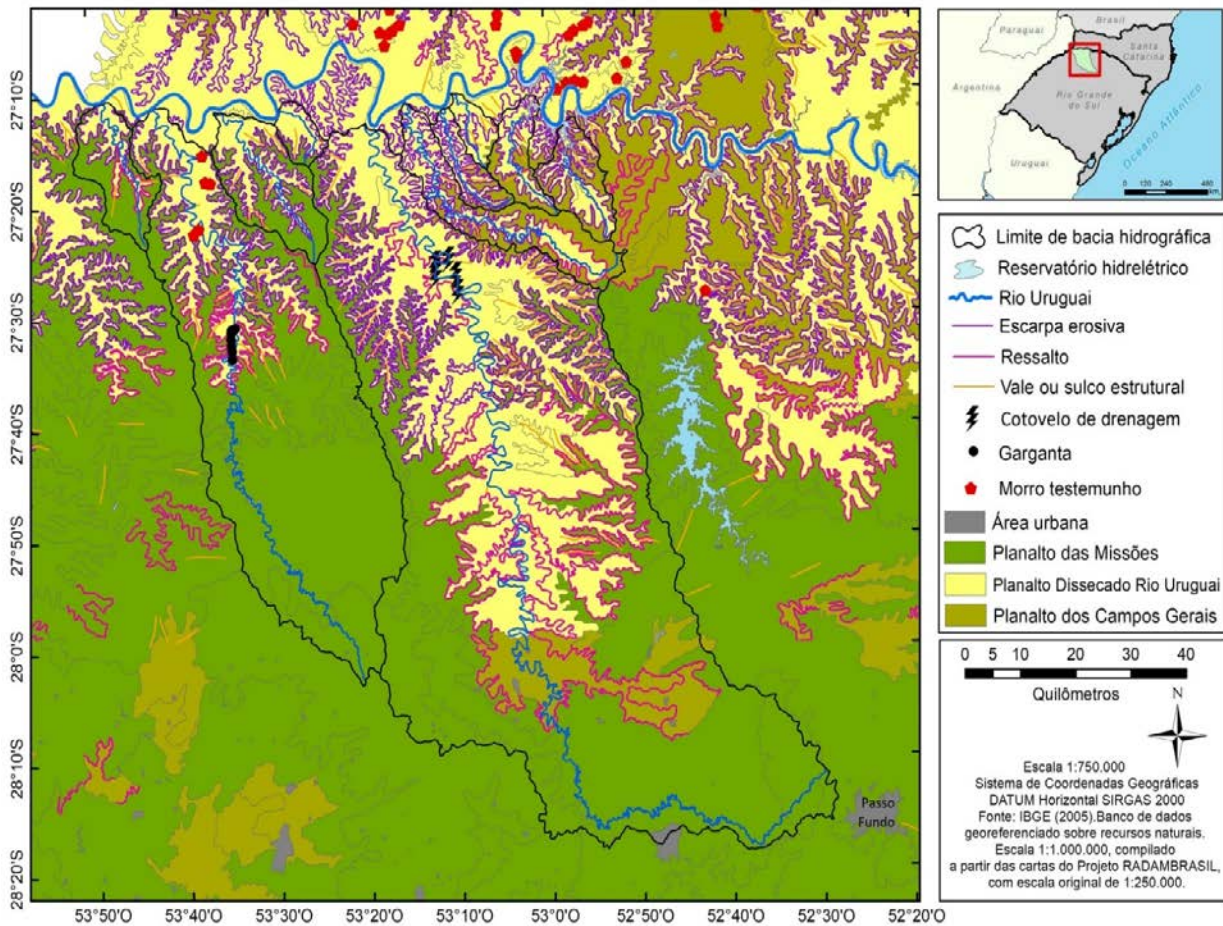 27°10'S
27°20'S
27°30'S
27°40'S
27°50'S
28°0'S
28°10'S
28°20'S
53°50'O
53°40'O
53°30'O
53°20'O
53°10'O
53°00'O
52°50'O
52°40'O
52°30'O
52°20'O
Passo
Fundo
Paraguai
Brasil
Santa
Catarina
Argentina
Rio Grande
do Sul
Uruguai
Oceano Atlântico
0 120 240 480
km
Limite de bacia hidrográfica
Reservatório hidrelétrico
Rio Uruguai
Escarpa erosiva
Ressalto
Vale ou sulco estrutural
Cotovelo de drenagem
Garganta
Morro testemunho
Área urbana
Planalto das Missões
Planalto Dissecado Rio Uruguai
Planalto dos Campos Gerais
0 5 10 20 30 40
Quilômetros
N
Escala 1:750.000
Sistema de Coordenadas Geográficas
DATUM Horizontal SIRGAS 2000
Fonte: IBGE (2005).Banco de dados
georeferenciado sobre recursos naturais.
Escala 1:1.000.000, compilado
a partir das cartas do Projeto RADAMBRASIL,
com escala original de 1:250.000.